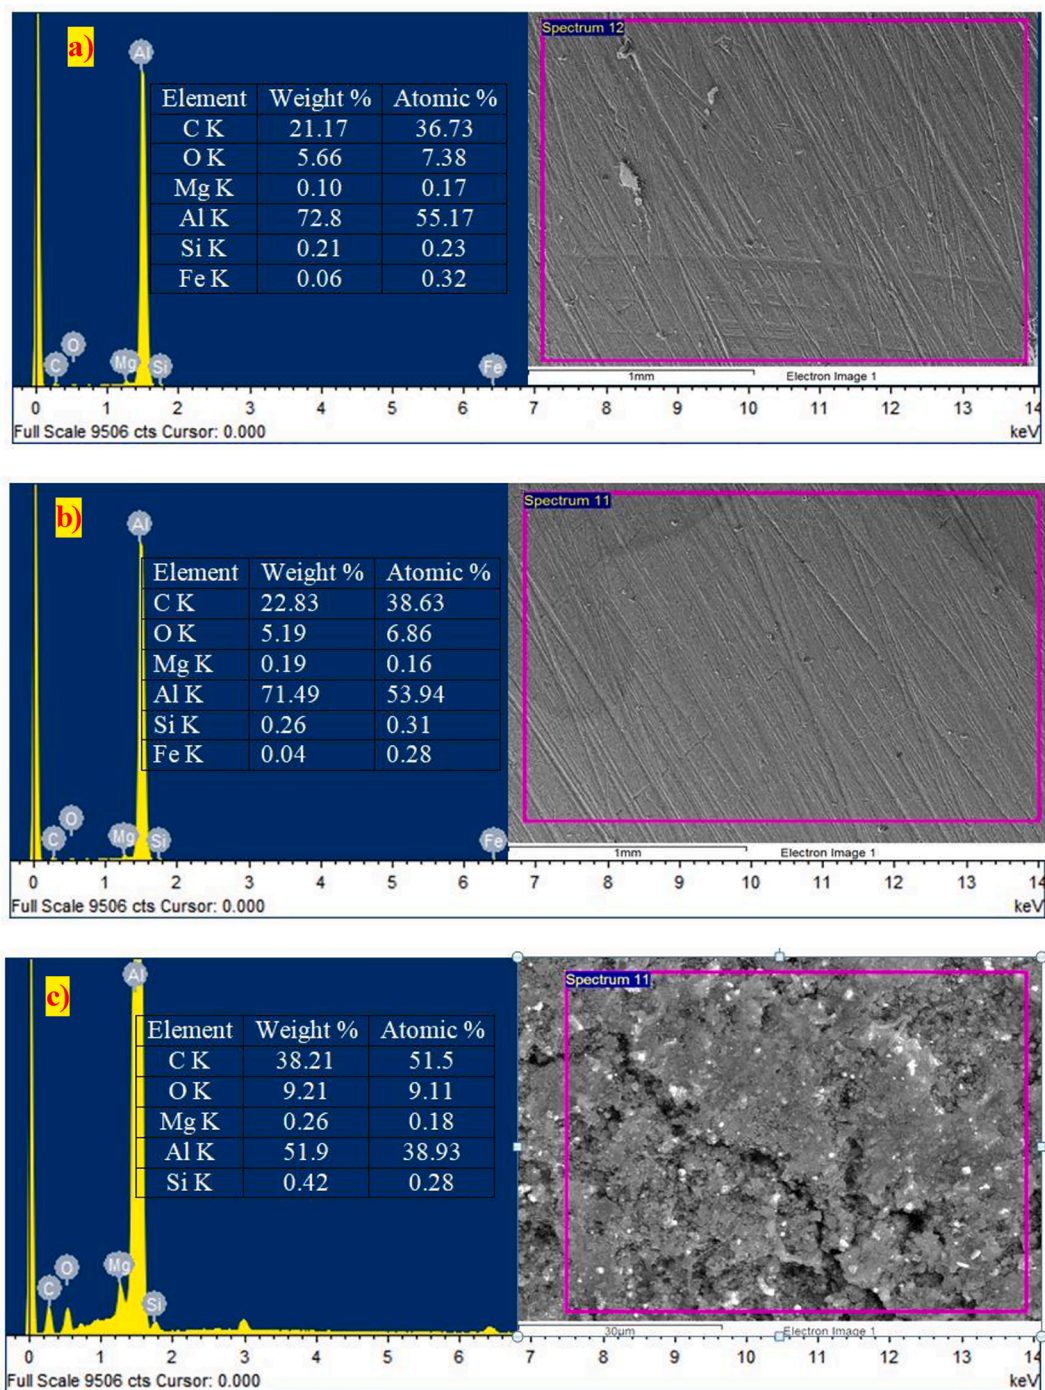 a)
Al
Element Weight % Atomic %
C K 21.17 36.73
O K 5.66 7.38
Mg K 0.10 0.17
Al K 72.8 55.17
Si K 0.21 0.23
Fe K 0.06 0.32
C O Mg Si Fe
Spectrum 12
1mm Electron Image 1
0 1 2 3 4 5 6 7 8 9 10 11 12 13 14
Full Scale 9506 cts Cursor: 0.000 keV
b)
Al
Element Weight % Atomic %
C K 22.83 38.63
O K 5.19 6.86
Mg K 0.19 0.16
Al K 71.49 53.94
Si K 0.26 0.31
Fe K 0.04 0.28
C O Mg Si Fe
Spectrum 11
1mm Electron Image 1
0 1 2 3 4 5 6 7 8 9 10 11 12 13 14
Full Scale 9506 cts Cursor: 0.000 keV
c)
Al
Element Weight % Atomic %
C K 38.21 51.5
O K 9.21 9.11
Mg K 0.26 0.18
Al K 51.9 38.93
Si K 0.42 0.28
C O Mg Si
Spectrum 11
30µm Electron Image 1
0 1 2 3 4 5 6 7 8 9 10 11 12 13 14
Full Scale 9506 cts Cursor: 0.000 keV